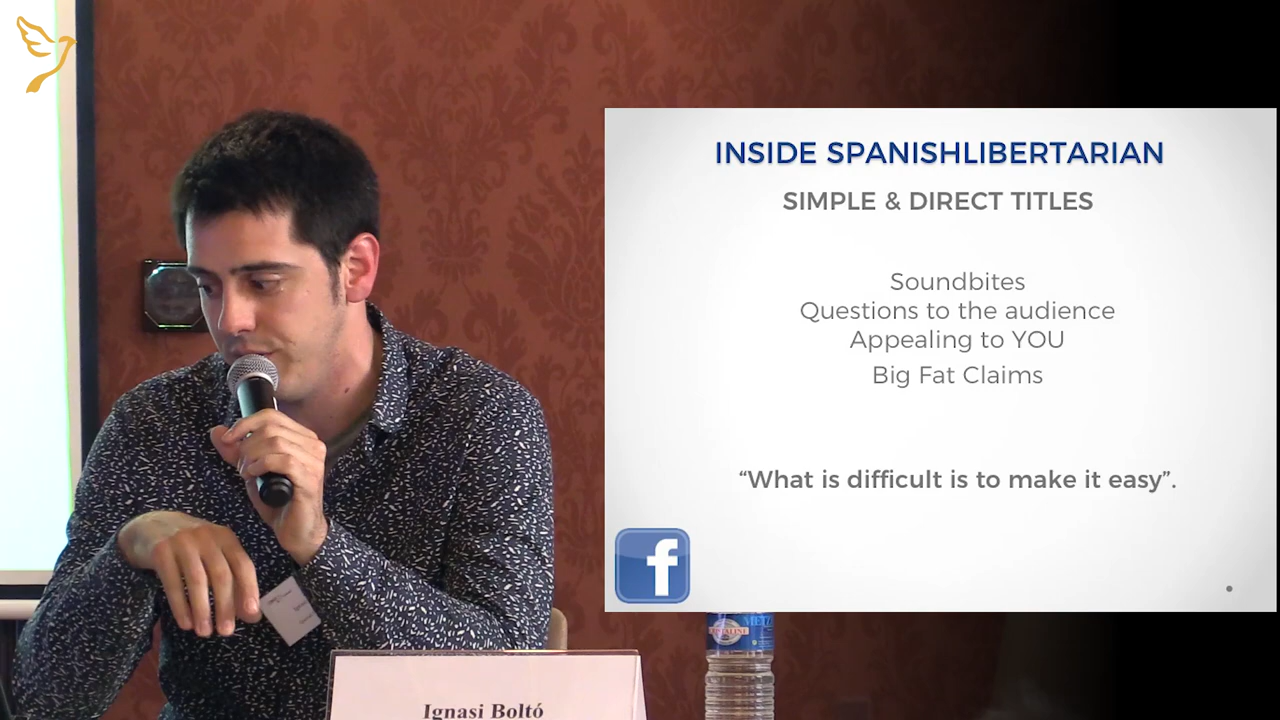 INSIDE SPANISHLIBERTARIAN
SIMPLE & DIRECT TITLES
Soundbites
Questions to the audience
Appealing to YOU
Big Fat Claims
“What is difficult is to make it easy”.
f
Ignasi Boltó